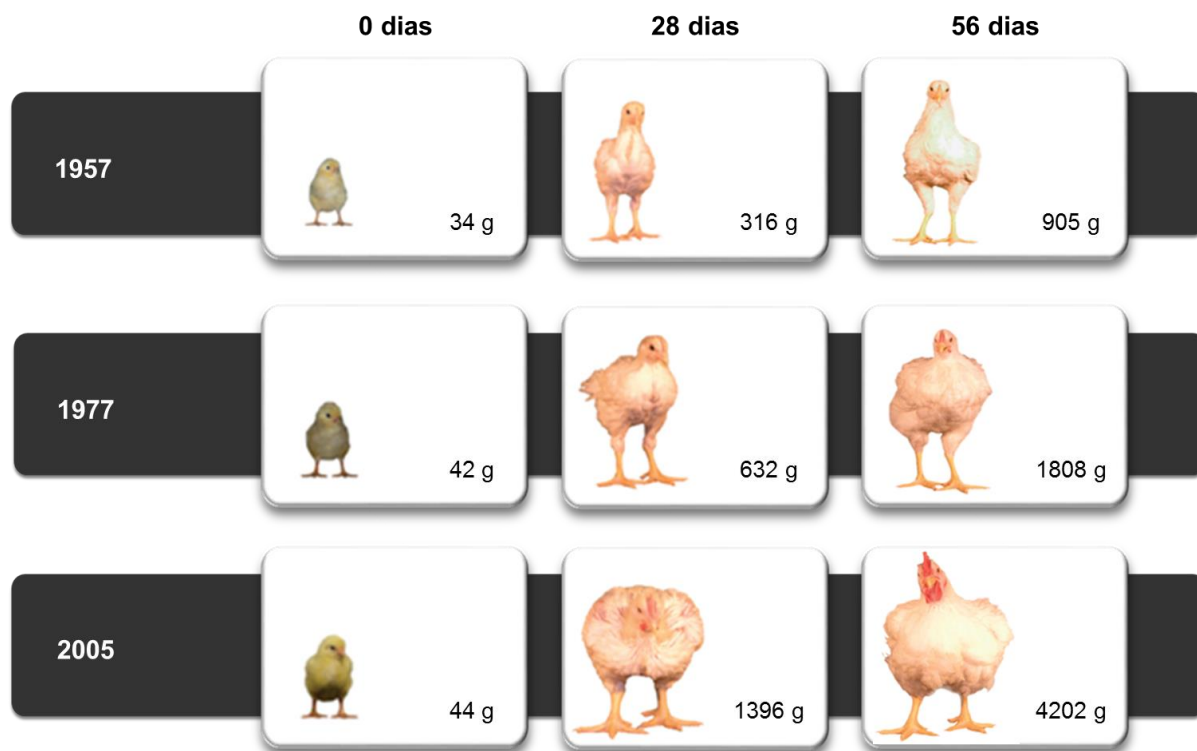 0 dias 28 dias 56 dias
1957
34 g 316 g 905 g
1977
42 g 632 g 1808 g
2005
44 g 1396 g 4202 g